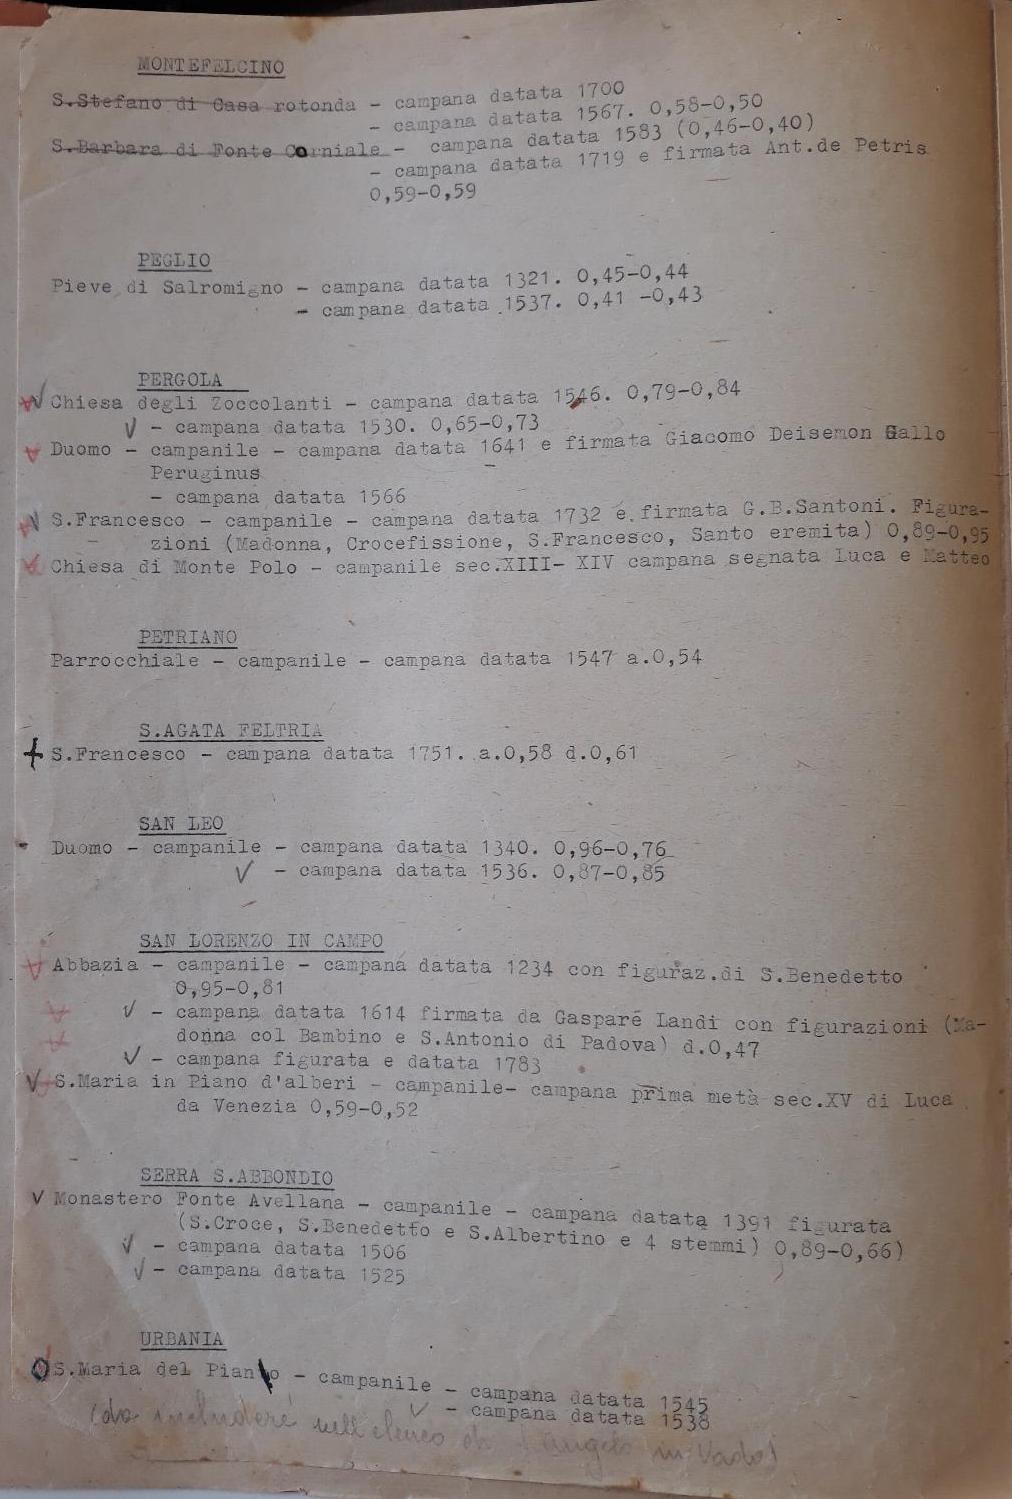 MONTEFELCINO
S.Stefano di Casa rotonda - campana datata 1700
- campana datata 1567. 0,58-0,50
S.Barbara di Fonte Corniale - campana datata 1583 (0,46-0,40)
- campana datata 1719 e firmata Ant.de Petris
0,59-0,59
PEGLIO
Pieve di Salromigno - campana datata 1321. 0,45-0,44
- campana datata 1537. 0,41 -0,43
PERGOLA
Chiesa degli Zoccolanti - campana datata 1546. 0,79-0,84
- campana datata 1530. 0,65-0,73
Duomo - campanile - campana datata 1641 e firmata Giacomo Deisemon Gallo
Peruginus
- campana datata 1566
S.Francesco - campanile - campana datata 1732 e firmata G.B.Santoni. Figura-
zioni (Madonna, Crocefissione, S.Francesco, Santo eremita) 0,89-0,95
Chiesa di Monte Polo - campanile sec.XIII- XIV campana segnata Luca e Matteo
PETRIANO
Parrocchiale - campanile - campana datata 1547 a.0,54
S.AGATA FELTRIA
S.Francesco - campana datata 1751. a.0,58 d.0,61
SAN LEO
Duomo - campanile - campana datata 1340. 0,96-0,76
- campana datata 1536. 0,87-0,85
SAN LORENZO IN CAMPO
Abbazia - campanile - campana datata 1234 con figuraz.di S.Benedetto
0,95-0,81
- campana datata 1614 firmata da Gaspare Landi con figurazioni (Ma-
donna col Bambino e S.Antonio di Padova) d.0,47
- campana figurata e datata 1783
S.Maria in Piano d'alberi - campanile- campana prima metà sec.XV di Luca
da Venezia 0,59-0,52
SERRA S.ABBONDIO
Monastero Fonte Avellana - campanile - campana datata 1391 figurata
(S.Croce, S.Benedetto e S.Albertino e 4 stemmi) 0,89-0,66)
- campana datata 1506
- campana datata 1525
URBANIA
S.Maria del Pianto - campanile - campana datata 1545
- campana datata 1538
(da includere nell'elenco di S.Angelo in Vado)